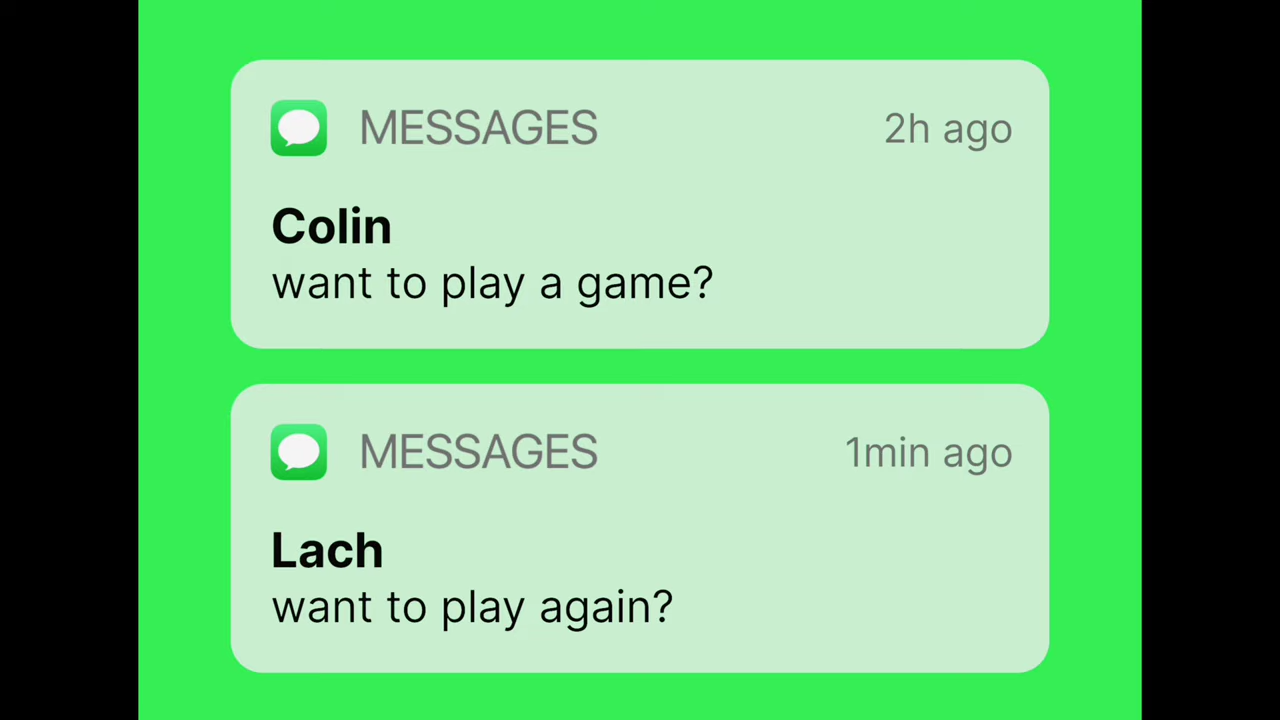 MESSAGES 2h ago
Colin
want to play a game?
MESSAGES 1min ago
Lach
want to play again?